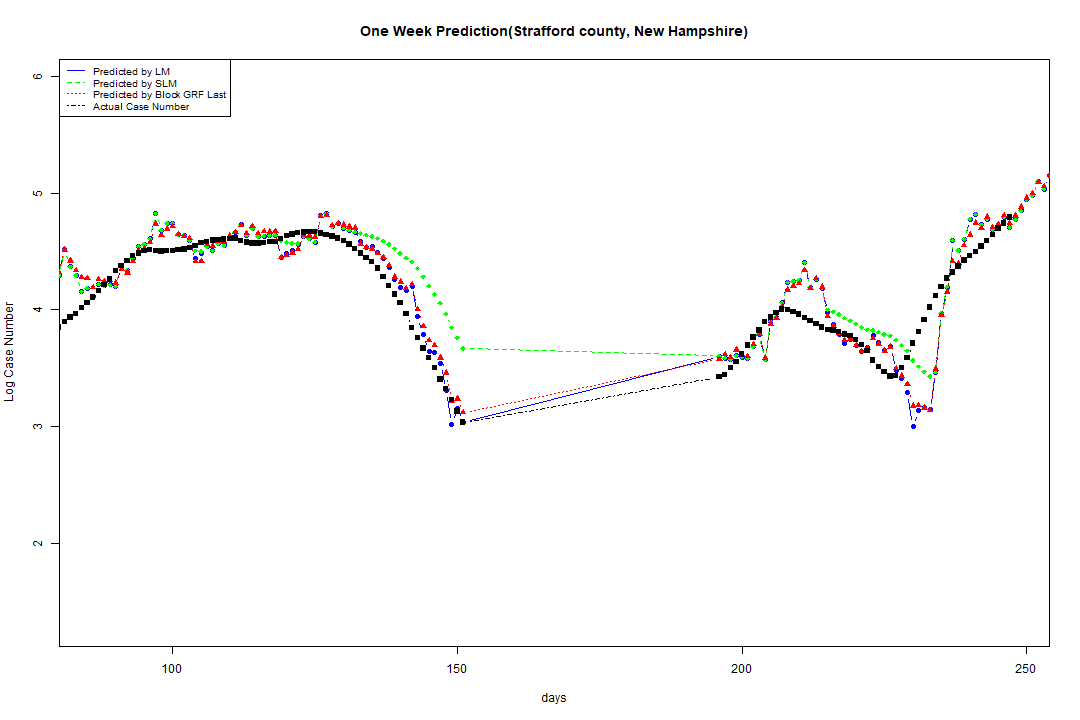 One Week Prediction(Strafford county, New Hampshire)
Predicted by LM
Predicted by SLM
Predicted by Block GRF Last
Actual Case Number
Log Case Number
6
5
4
3
2
100
150
200
250
days